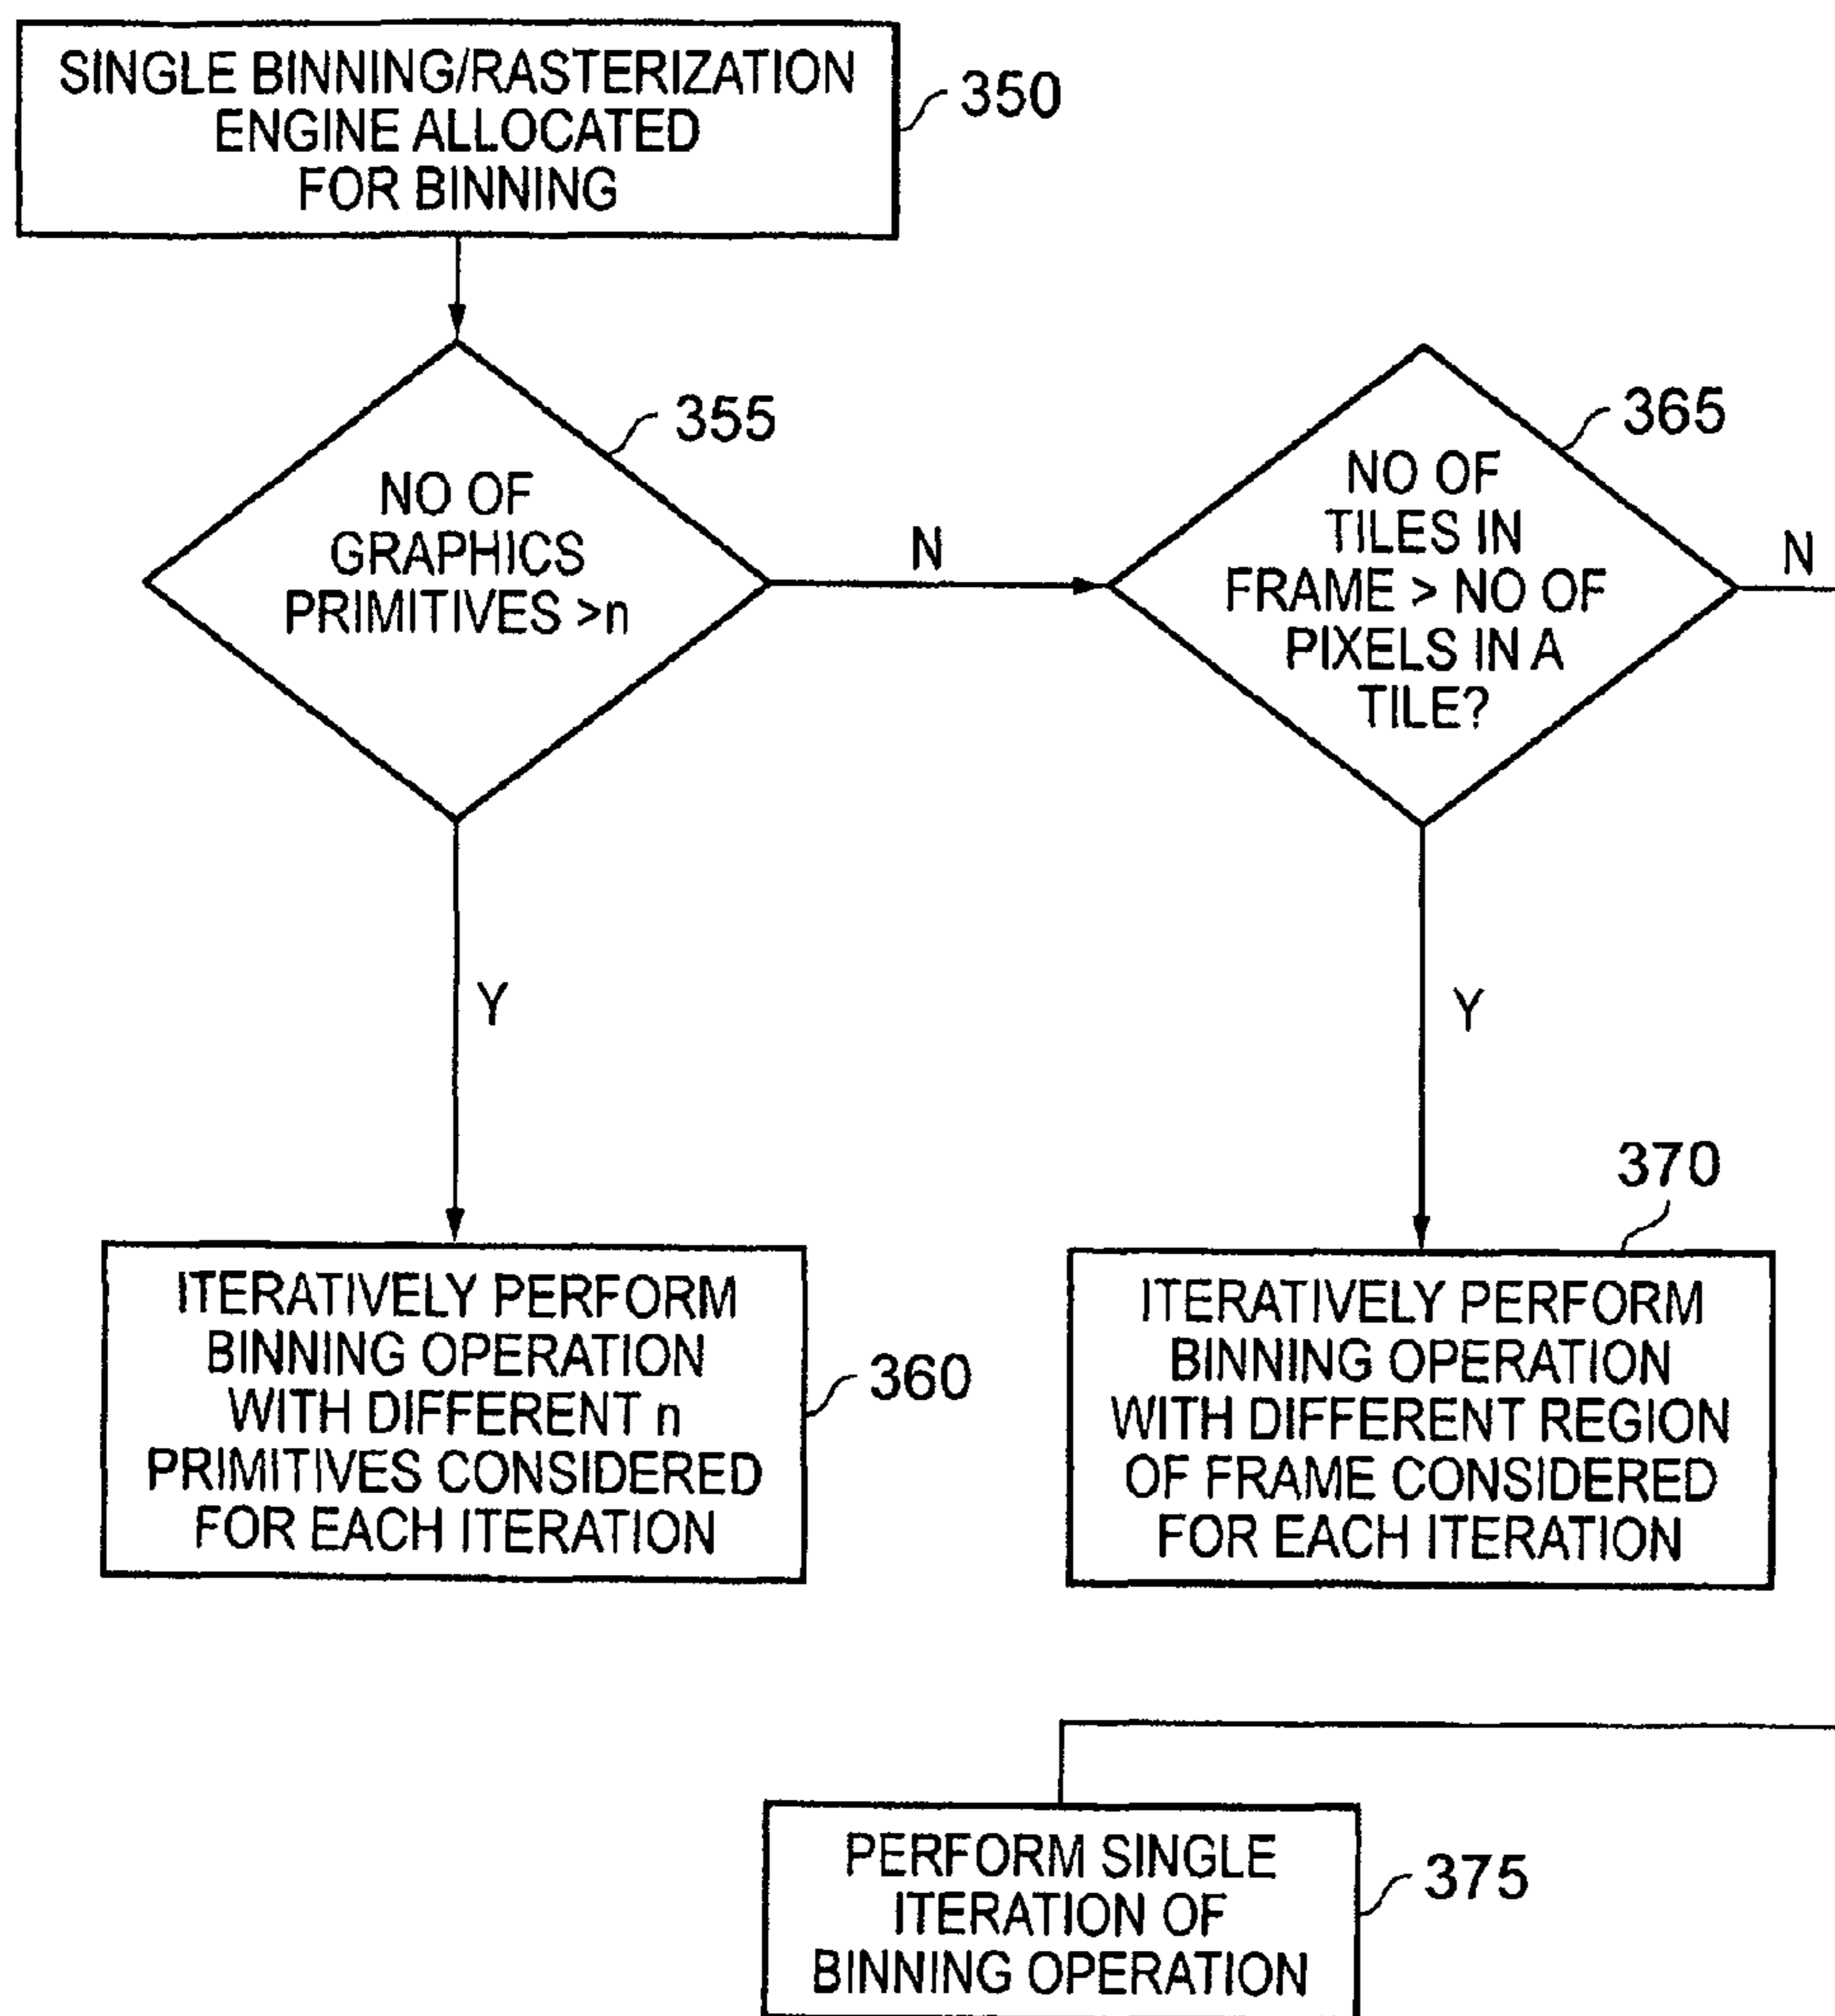 SINGLE BINNING/RASTERIZATION
ENGINE ALLOCATED
FOR BINNING
350
355
NO OF
GRAPHICS
PRIMITIVES >n
N
365
NO OF
TILES IN
FRAME > NO OF
PIXELS IN A
TILE?
N
Y
Y
370
ITERATIVELY PERFORM
BINNING OPERATION
WITH DIFFERENT n
PRIMITIVES CONSIDERED
FOR EACH ITERATION
360
ITERATIVELY PERFORM
BINNING OPERATION
WITH DIFFERENT REGION
OF FRAME CONSIDERED
FOR EACH ITERATION
PERFORM SINGLE
ITERATION OF
BINNING OPERATION
375